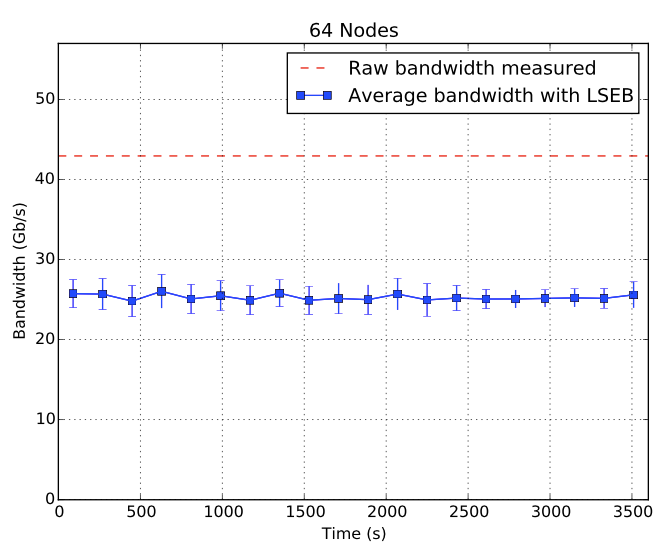 64 Nodes
Raw bandwidth measured
Average bandwidth with LSEB
Bandwidth (Gb/s)
50
40
30
20
10
0
0 500 1000 1500 2000 2500 3000 3500
Time (s)